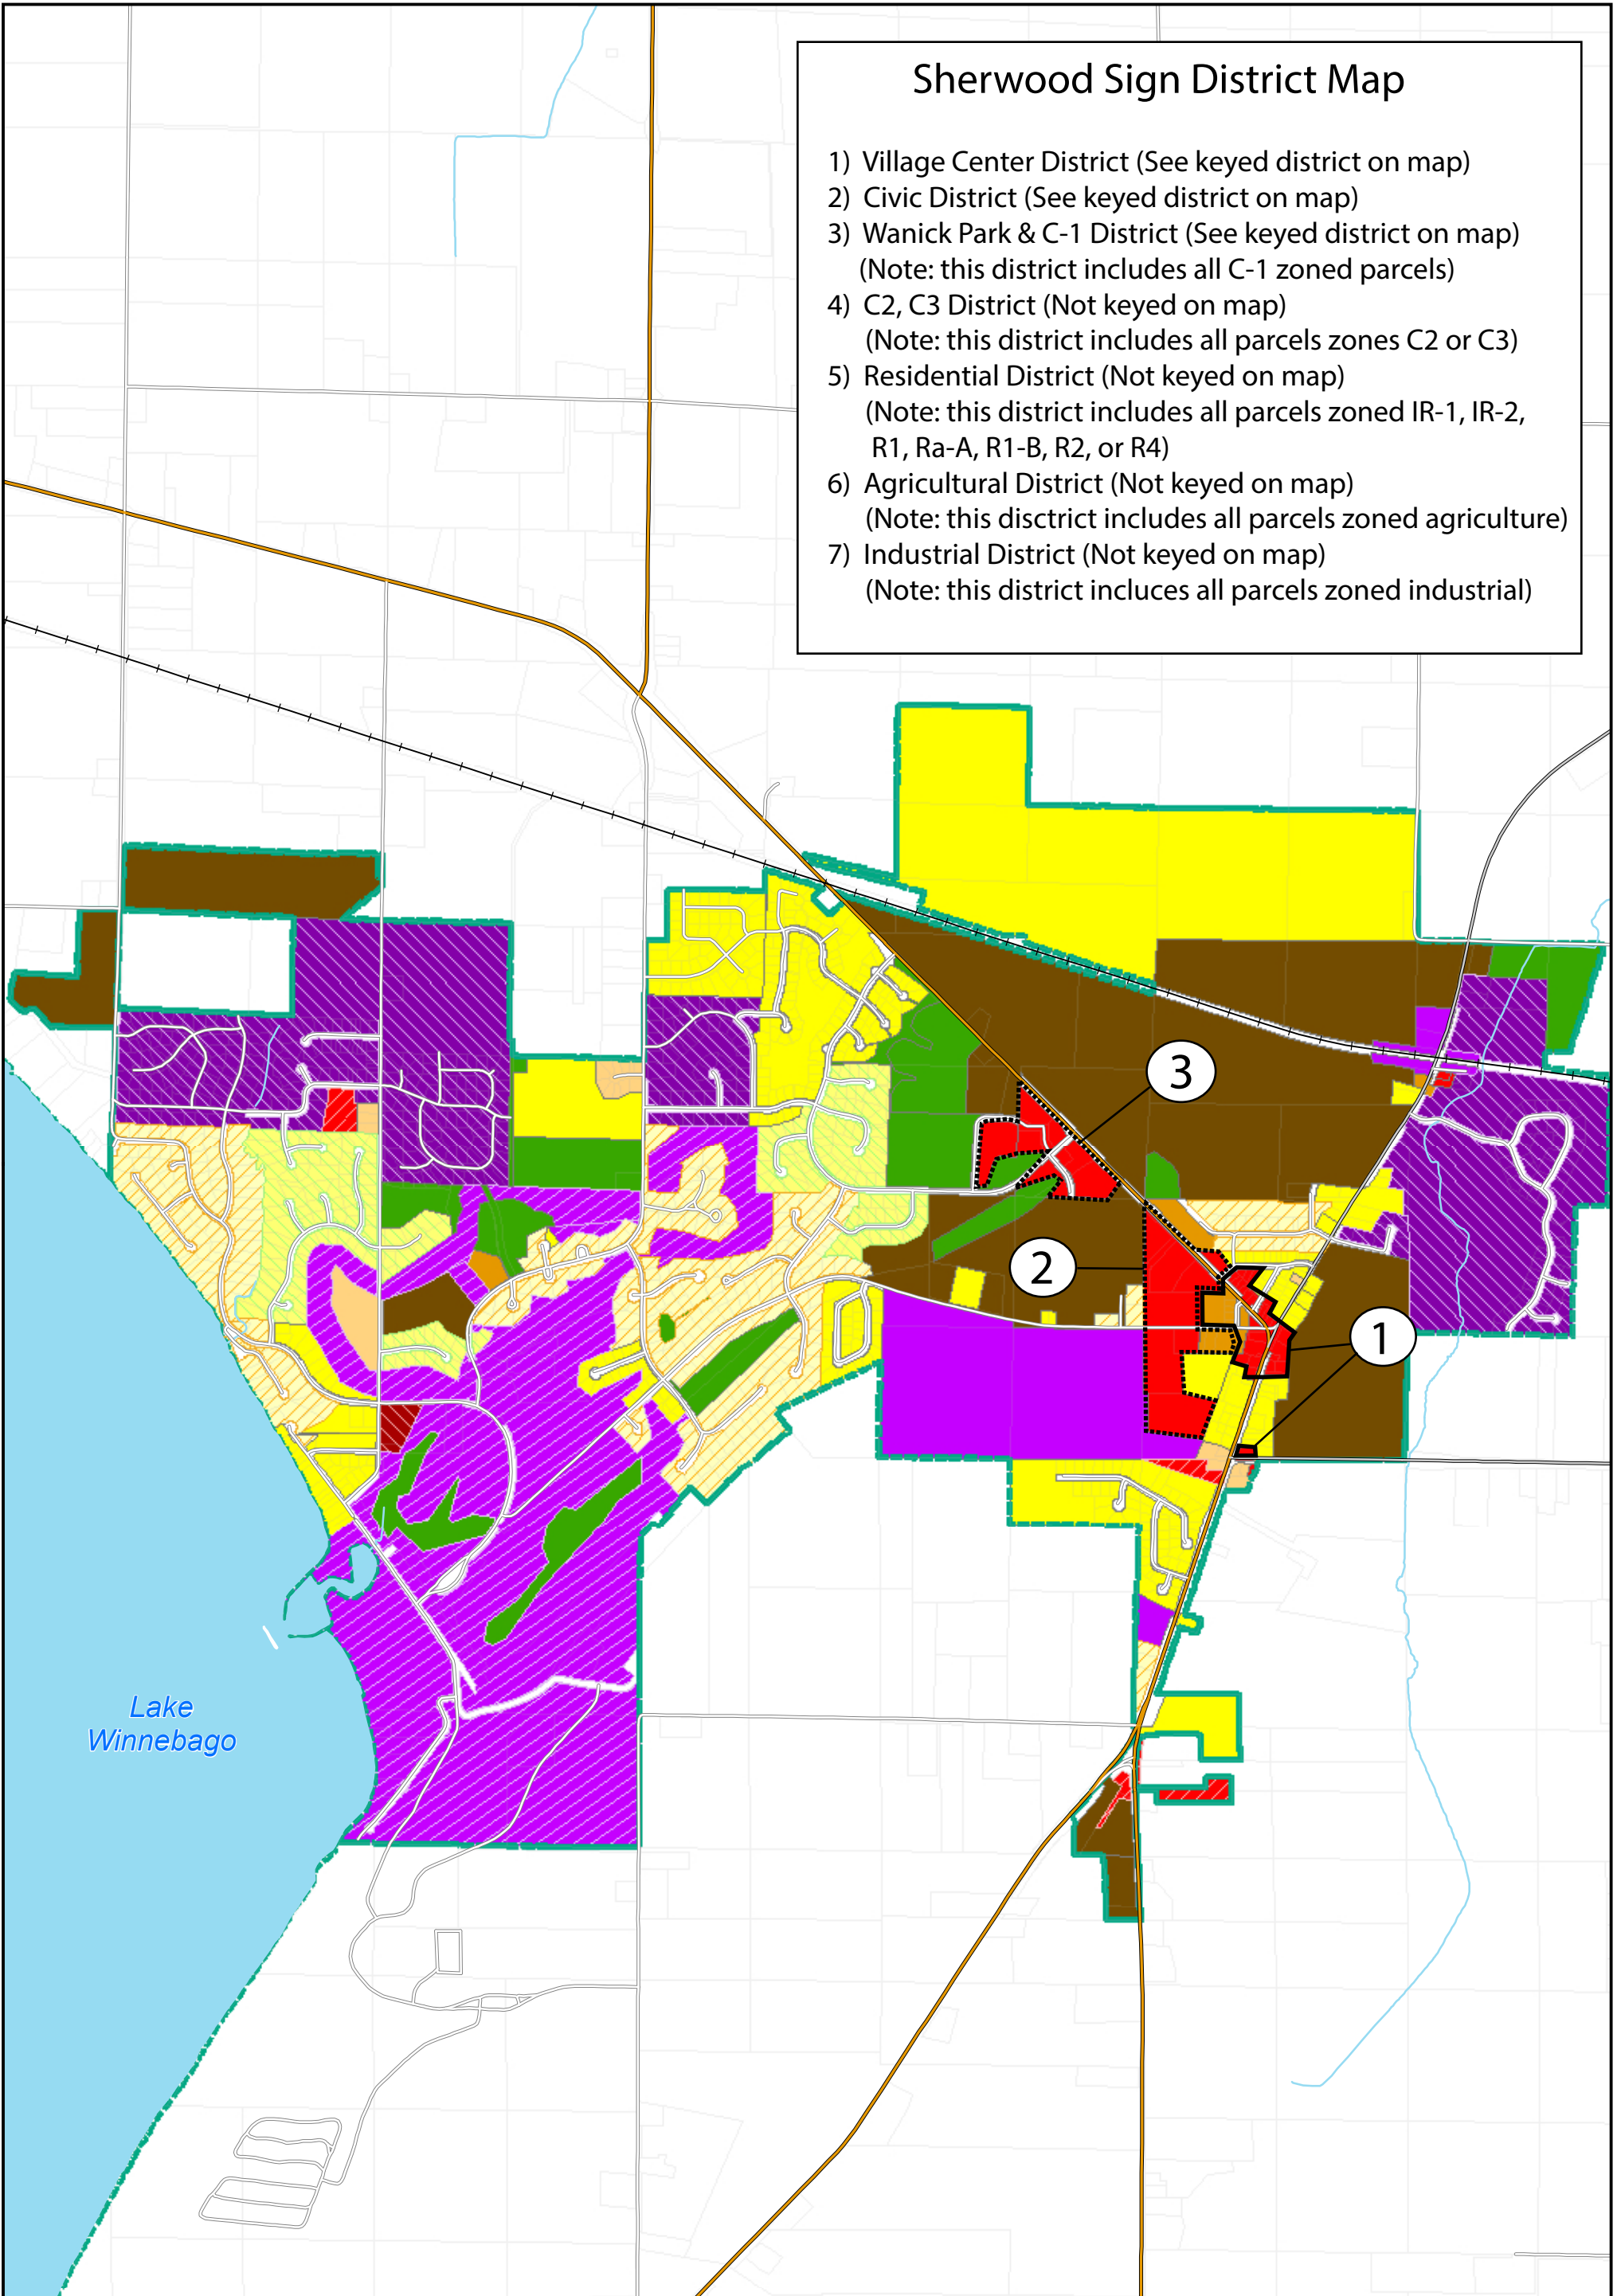 Sherwood Sign District Map
1) Village Center District (See keyed district on map)
2) Civic District (See keyed district on map)
3) Wanick Park & C-1 District (See keyed district on map)
(Note: this district includes all C-1 zoned parcels)
4) C2, C3 District (Not keyed on map)
(Note: this district includes all parcels zones C2 or C3)
5) Residential District (Not keyed on map)
(Note: this district includes all parcels zoned IR-1, IR-2,
R1, Ra-A, R1-B, R2, or R4)
6) Agricultural District (Not keyed on map)
(Note: this disctrict includes all parcels zoned agriculture)
7) Industrial District (Not keyed on map)
(Note: this district incluces all parcels zoned industrial)
3
2
1
Lake
Winnebago